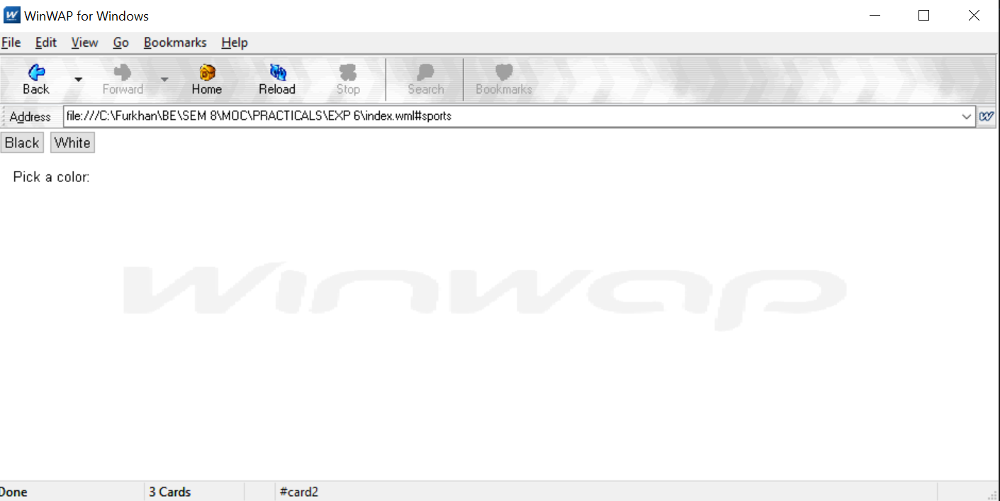 WinWAP for Windows
File Edit View Go Bookmarks Help
Back Forward Home Reload Stop Search Bookmarks
Address file:///C:\Furkhan\BE\SEM 8\MOC\PRACTICALS\EXP 6\index.wml#sports
Black White
Pick a color:
winwap
Done 3 Cards #card2